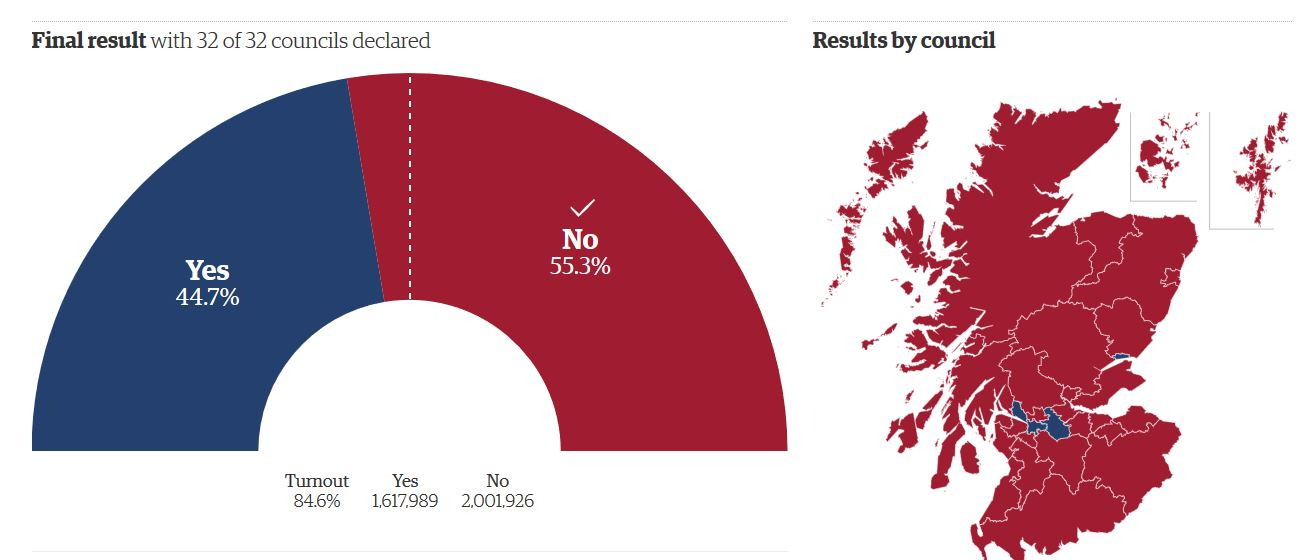 Final result with 32 of 32 councils declared
Results by council
Yes
44.7%
No
55.3%
Turnout Yes No
84.6% 1,617,989 2,001,926